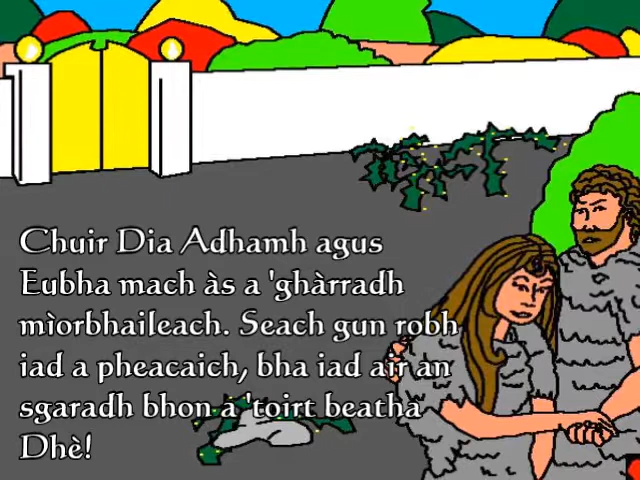 Chuir Dia Adhamh agus
Eubha mach às a 'ghàrradh
mìorbhaileach. Seach gun robh
iad a pheacaich, bha iad air an
sgaradh bhon a 'toirt beatha
Dhè!